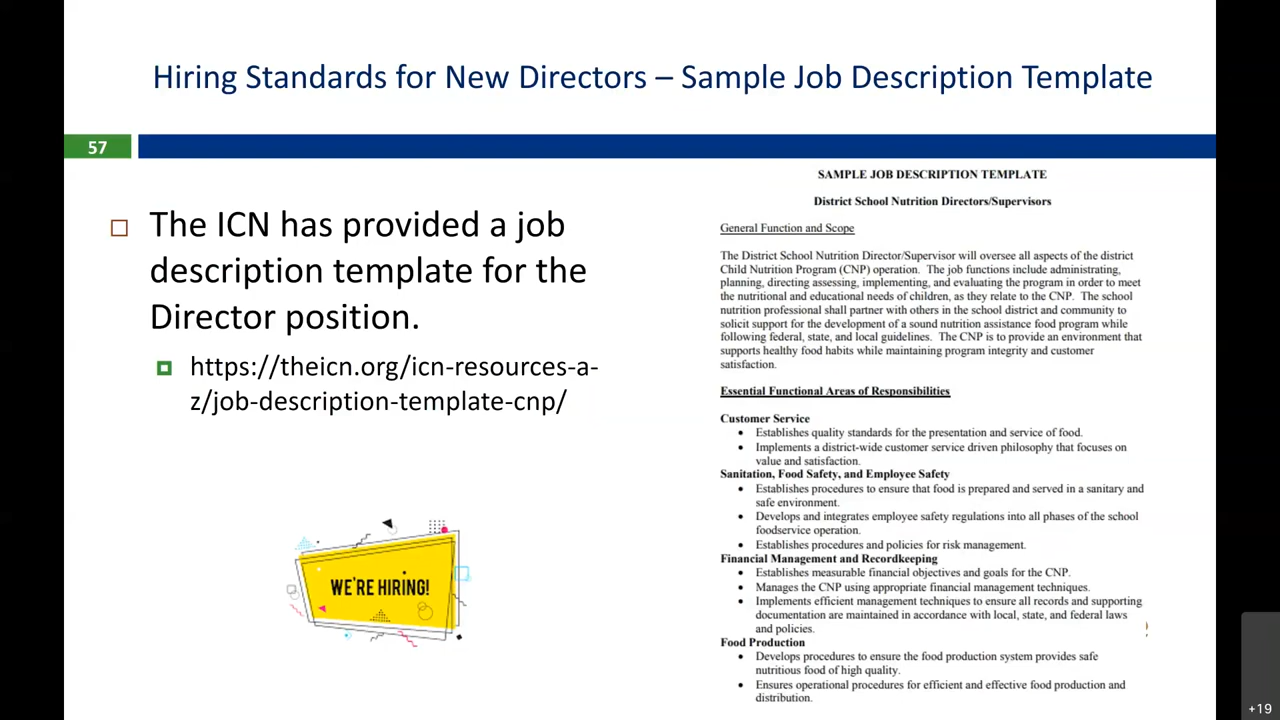 Hiring Standards for New Directors – Sample Job Description Template
57
The ICN has provided a job
description template for the
Director position.
https://theicn.org/icn-resources-a-
z/job-description-template-cnp/
WE'RE HIRING!
SAMPLE JOB DESCRIPTION TEMPLATE
District School Nutrition Directors/Supervisors
General Function and Scope
The District School Nutrition Director/Supervisor will oversee all aspects of the district
Child Nutrition Program (CNP) operation.  The job functions include administrating,
planning, directing assessing, implementing, and evaluating the program in order to meet
the nutritional and educational needs of children, as they relate to the CNP.  The school
nutrition professional shall partner with others in the school district and community to
solicit support for the development of a sound nutrition assistance food program while
following federal, state, and local guidelines.  The CNP is to provide an environment that
supports healthy food habits while maintaining program integrity and customer
satisfaction.
Essential Functional Areas of Responsibilities
Customer Service
• Establishes quality standards for the presentation and service of food.
• Implements a district-wide customer service driven philosophy that focuses on
value and satisfaction.
Sanitation, Food Safety, and Employee Safety
• Establishes procedures to ensure that food is prepared and served in a sanitary and
safe environment.
• Develops and integrates employee safety regulations into all phases of the school
foodservice operation.
• Establishes procedures and policies for risk management.
Financial Management and Recordkeeping
• Establishes measurable financial objectives and goals for the CNP.
• Manages the CNP using appropriate financial management techniques.
• Implements efficient management techniques to ensure all records and supporting
documentation are maintained in accordance with local, state, and federal laws
and policies.
Food Production
• Develops procedures to ensure the food production system provides safe
nutritious food of high quality.
• Ensures operational procedures for efficient and effective food production and
distribution.
+19